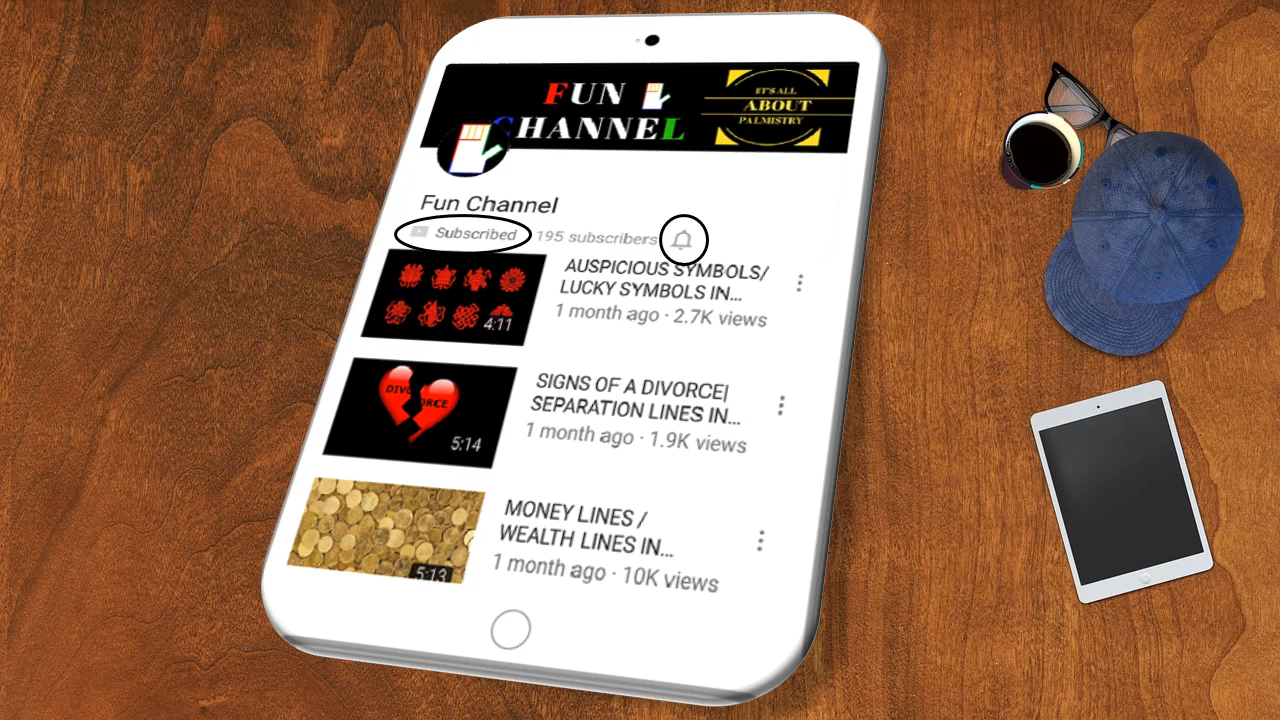 FUN
CHANNEL
IT'S ALL
ABOUT
PALMISTRY
Fun Channel
Subscribed 195 subscribers
AUSPICIOUS SYMBOLS/
LUCKY SYMBOLS IN...
1 month ago · 2.7K views
4:11
SIGNS OF A DIVORCE|
SEPARATION LINES IN...
1 month ago · 1.9K views
DIVORCE
5:14
MONEY LINES /
WEALTH LINES IN...
1 month ago · 10K views
5:13